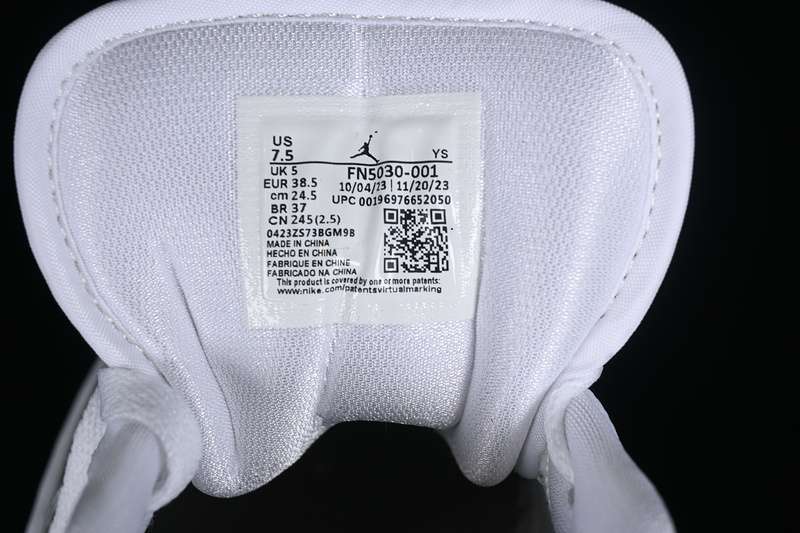 US
7.5 YS
UK 5 FN5030-001
EUR 38.5 10/04/23 | 11/20/23
cm 24.5 UPC 00196976652050
BR 37
CN 245(2.5)
0423ZS73BGM9B
MADE IN CHINA
HECHO EN CHINA
FABRIQUE EN CHINE
FABRICADO NA CHINA
This product is covered by one or more patents:
www.nike.com/patentsvirtualmarking